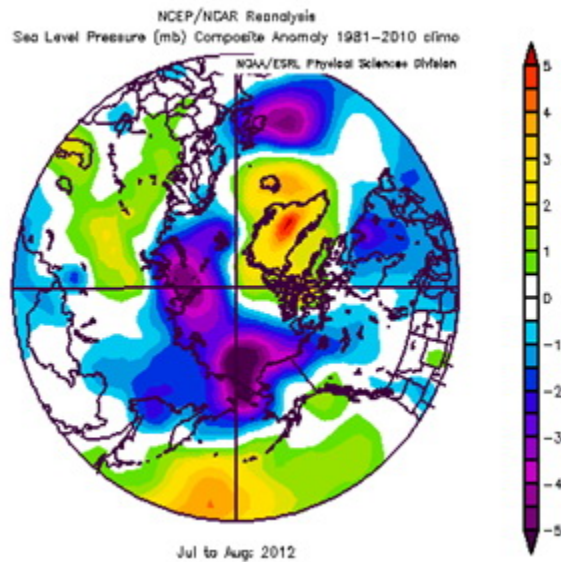 NCEP/NCAR Reanalysis
Sea Level Pressure (mb) Composite Anomaly 1981-2010 climo
NOAA/ESRL Physical Sciences Division
5
4
3
2
1
0
-1
-2
-3
-4
-5
Jul to Aug: 2012